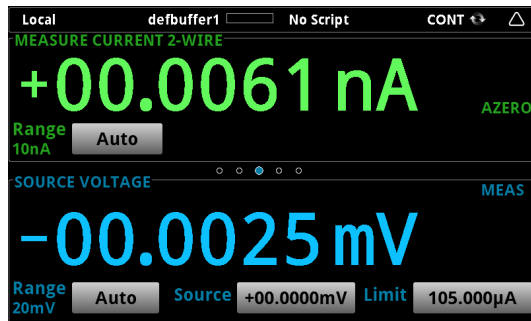 Local defbuffer1 No Script CONT
MEASURE CURRENT 2-WIRE
+00.0061 nA
AZERO
Range
10nA
Auto
SOURCE VOLTAGE
MEAS
−00.0025 mV
Range
20mV
Auto
Source +00.0000mV
Limit 105.000µA